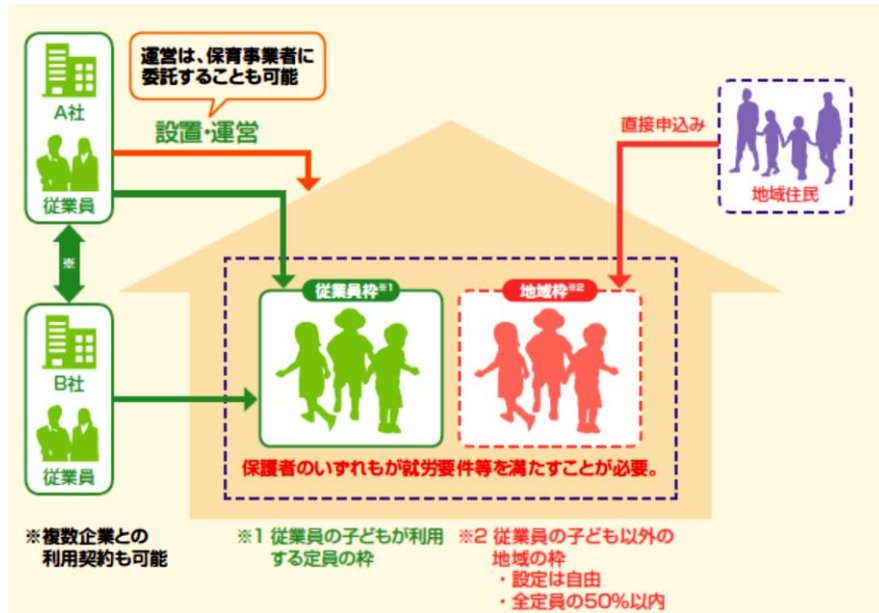 運営は、保育事業者に
委託することも可能
A社
従業員
設置・運営
直接申込み
地域住民
※
従業員枠※1
地域枠※2
B社
従業員
保護者のいずれもが就労要件等を満たすことが必要。
※複数企業との
利用契約も可能
※1 従業員の子どもが利用
する定員の枠
※2 従業員の子ども以外の
地域の枠
・設定は自由
・全定員の50%以内